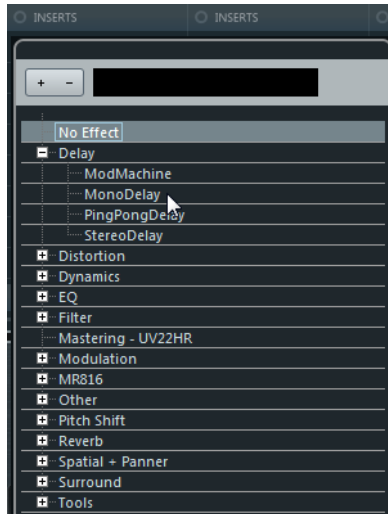 INSERTS INSERTS
+ -
No Effect
Delay
ModMachine
MonoDelay
PingPongDelay
StereoDelay
Distortion
Dynamics
EQ
Filter
Mastering - UV22HR
Modulation
MR816
Other
Pitch Shift
Reverb
Spatial + Panner
Surround
Tools